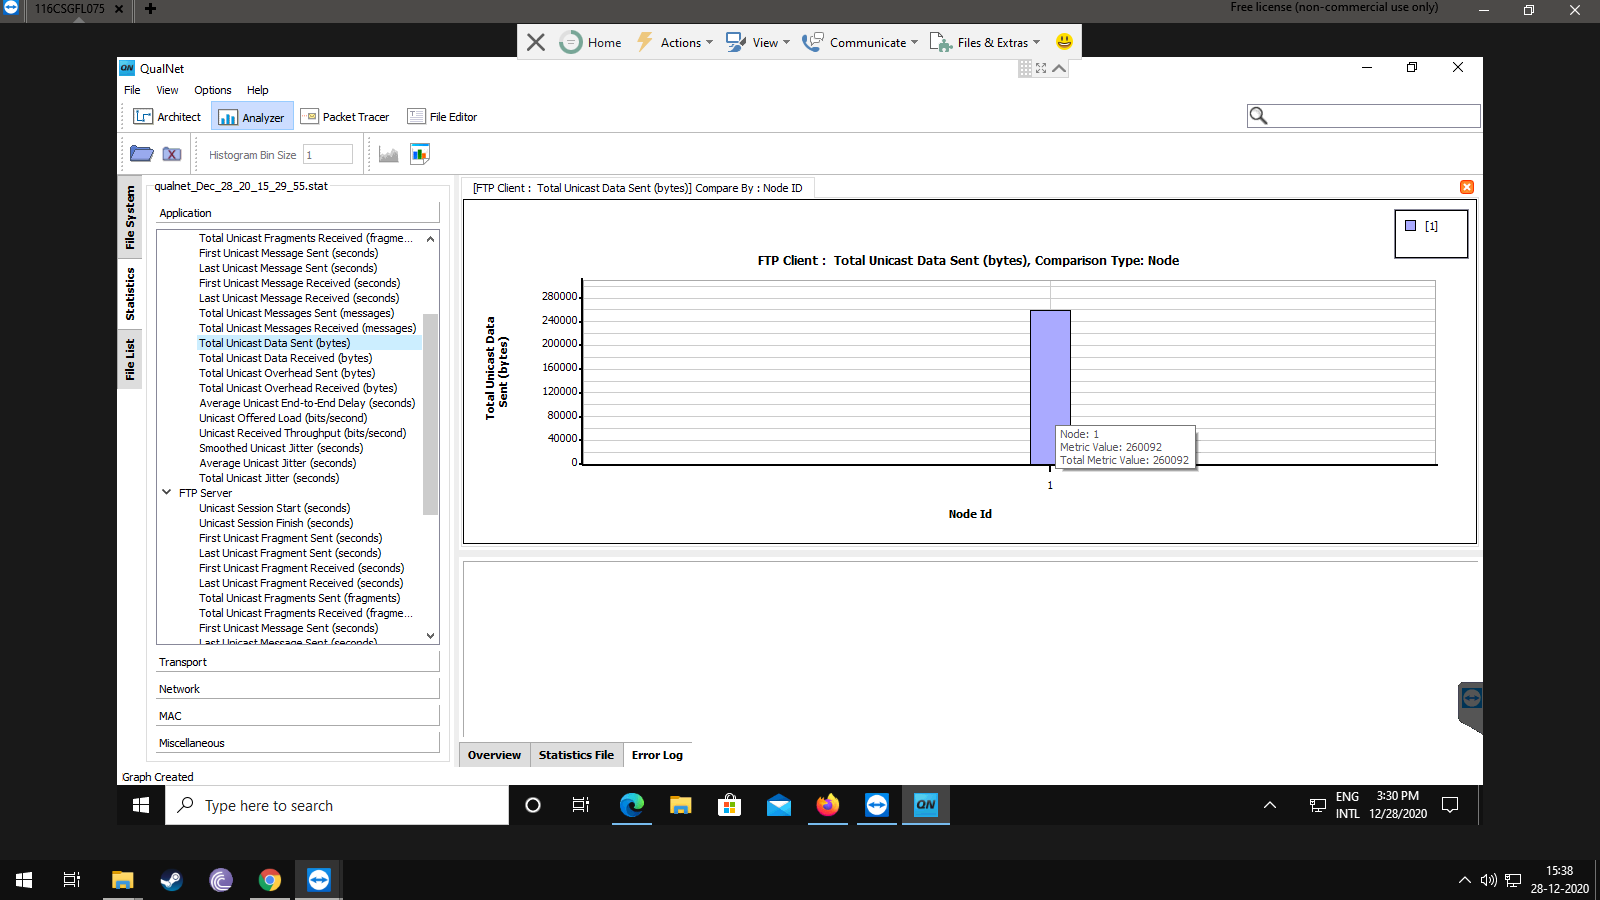 116CSGFL075
Free license (non-commercial use only)
Home
Actions
View
Communicate
Files & Extras
QN
QualNet
File
View
Options
Help
Architect
Analyzer
Packet Tracer
File Editor
Histogram Bin Size
1
File System
Statistics
File List
qualnet_Dec_28_20_15_29_55.stat
Application
Total Unicast Fragments Received (fragme...
First Unicast Message Sent (seconds)
Last Unicast Message Sent (seconds)
First Unicast Message Received (seconds)
Last Unicast Message Received (seconds)
Total Unicast Messages Sent (messages)
Total Unicast Messages Received (messages)
Total Unicast Data Sent (bytes)
Total Unicast Data Received (bytes)
Total Unicast Overhead Sent (bytes)
Total Unicast Overhead Received (bytes)
Average Unicast End-to-End Delay (seconds)
Unicast Offered Load (bits/second)
Unicast Received Throughput (bits/second)
Smoothed Unicast Jitter (seconds)
Average Unicast Jitter (seconds)
Total Unicast Jitter (seconds)
FTP Server
Unicast Session Start (seconds)
Unicast Session Finish (seconds)
First Unicast Fragment Sent (seconds)
Last Unicast Fragment Sent (seconds)
First Unicast Fragment Received (seconds)
Last Unicast Fragment Received (seconds)
Total Unicast Fragments Sent (fragments)
Total Unicast Fragments Received (fragme...
First Unicast Message Sent (seconds)
Last Unicast Message Sent (seconds)
Transport
Network
MAC
Miscellaneous
Graph Created
[FTP Client : Total Unicast Data Sent (bytes)] Compare By : Node ID
[1]
FTP Client : Total Unicast Data Sent (bytes), Comparison Type: Node
Total Unicast Data
Sent (bytes)
280000
240000
200000
160000
120000
80000
40000
0
Node: 1
Metric Value: 260092
Total Metric Value: 260092
1
Node Id
Overview
Statistics File
Error Log
Type here to search
QN
ENG
INTL
3:30 PM
12/28/2020
15:38
28-12-2020